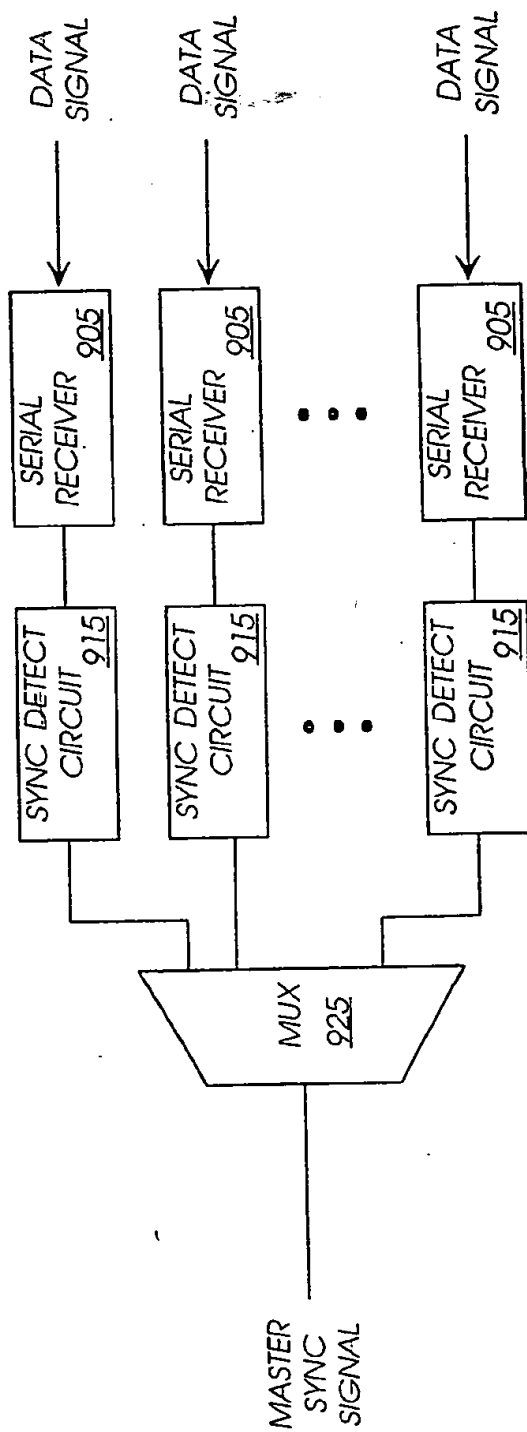 DATA
SIGNAL
SERIAL
RECEIVER
905
SYNC DETECT
CIRCUIT
915
DATA
SIGNAL
SERIAL
RECEIVER
905
SYNC DETECT
CIRCUIT
915
DATA
SIGNAL
SERIAL
RECEIVER
905
SYNC DETECT
CIRCUIT
915
MUX
925
MASTER
SYNC
SIGNAL